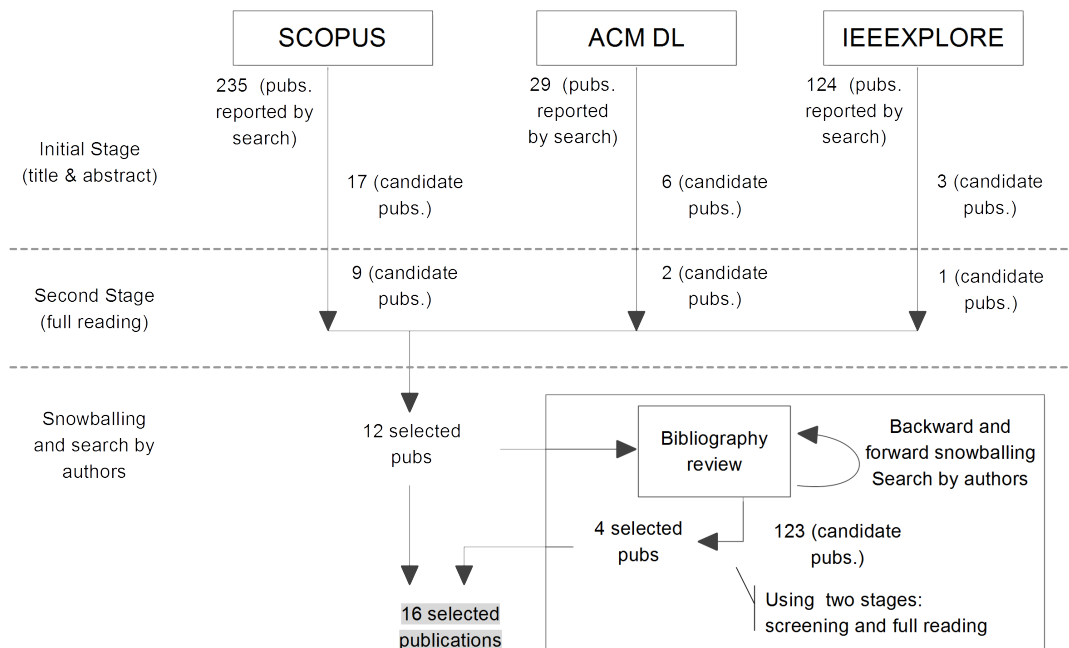 SCOPUS
ACM DL
IEEEXPLORE
235 (pubs.
reported by
search)
29 (pubs.
reported
by search)
124 (pubs.
reported by
search)
Initial Stage
(title & abstract)
17 (candidate
pubs.)
6 (candidate
pubs.)
3 (candidate
pubs.)
Second Stage
(full reading)
9 (candidate
pubs.)
2 (candidate
pubs.)
1 (candidate
pubs.)
Snowballing
and search by
authors
12 selected
pubs
Bibliography
review
Backward and
forward snowballing
Search by authors
4 selected
pubs
123 (candidate
pubs.)
Using two stages:
screening and full reading
16 selected
publications